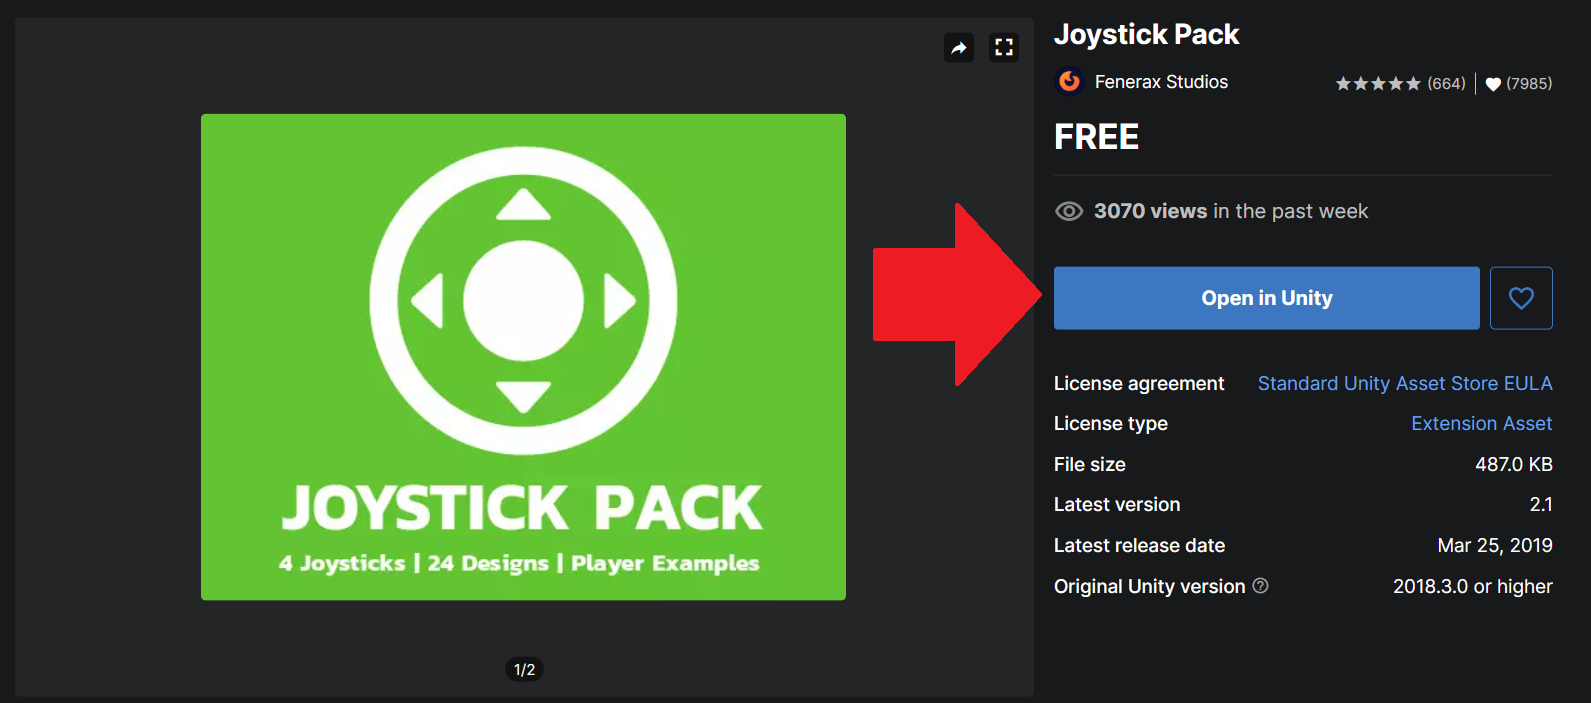 Joystick Pack
Fenerax Studios
(664) | (7985)
FREE
3070 views in the past week
Open in Unity
License agreement Standard Unity Asset Store EULA
License type Extension Asset
File size 487.0 KB
Latest version 2.1
Latest release date Mar 25, 2019
Original Unity version 2018.3.0 or higher
JOYSTICK PACK
4 Joysticks | 24 Designs | Player Examples
1/2